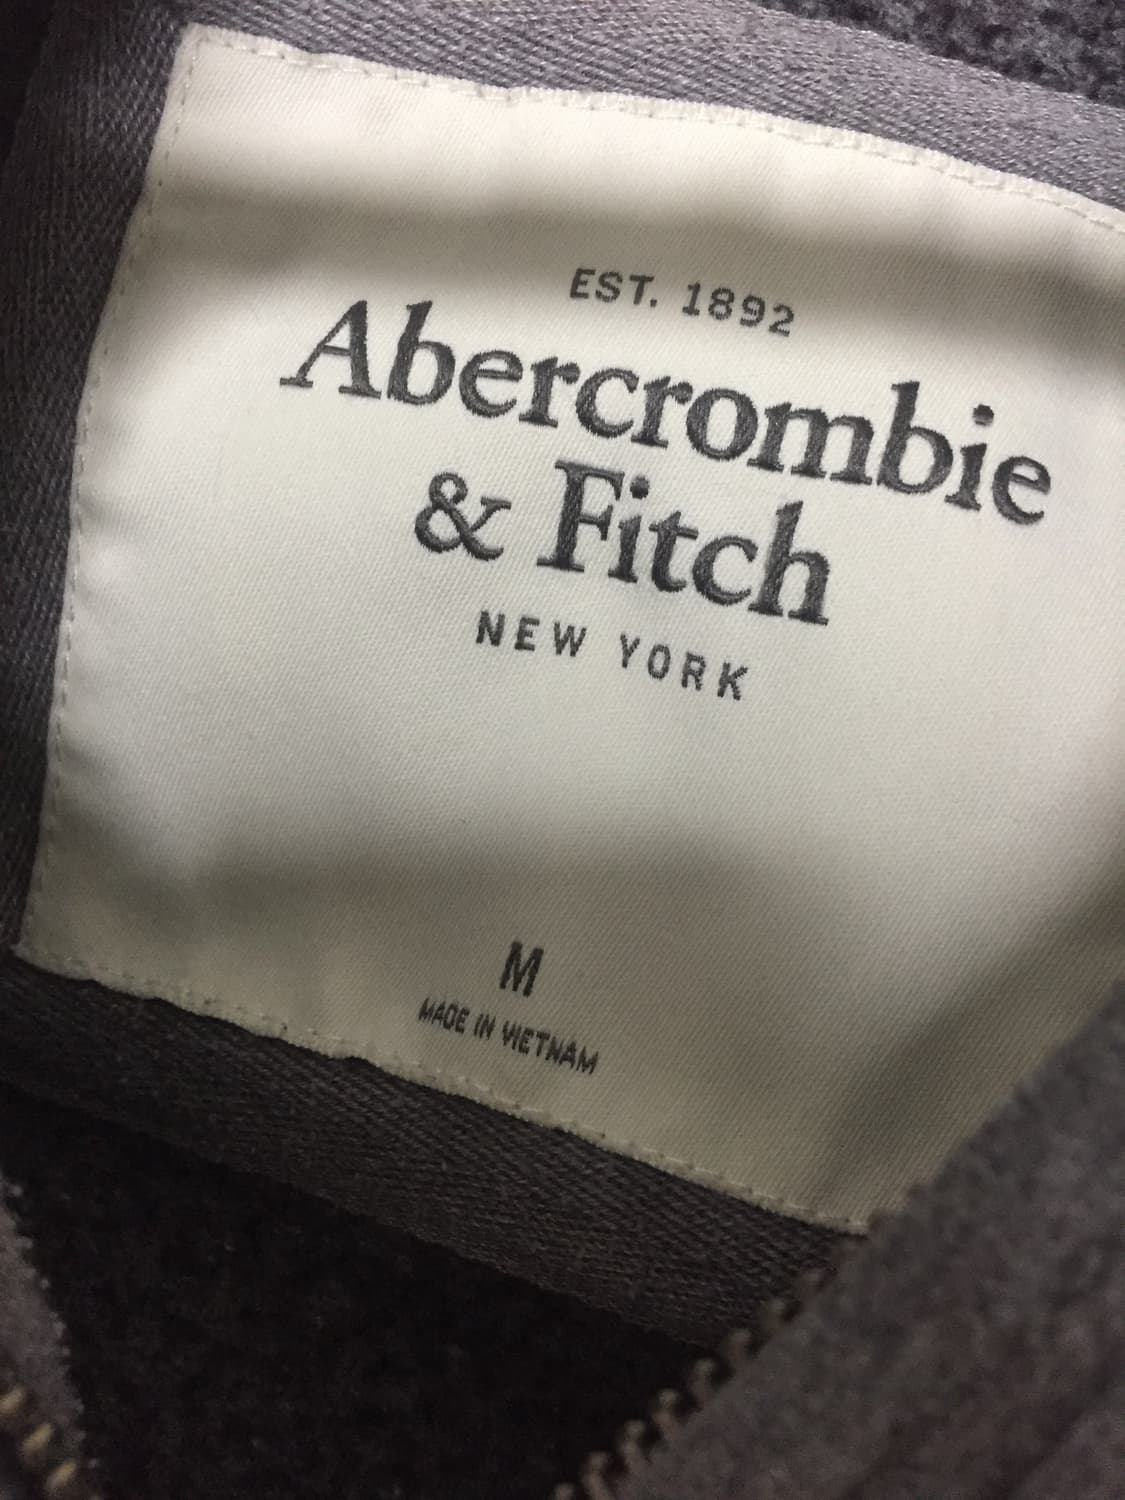 EST. 1892
Abercrombie
& Fitch
NEW YORK
M
MADE IN VIETNAM